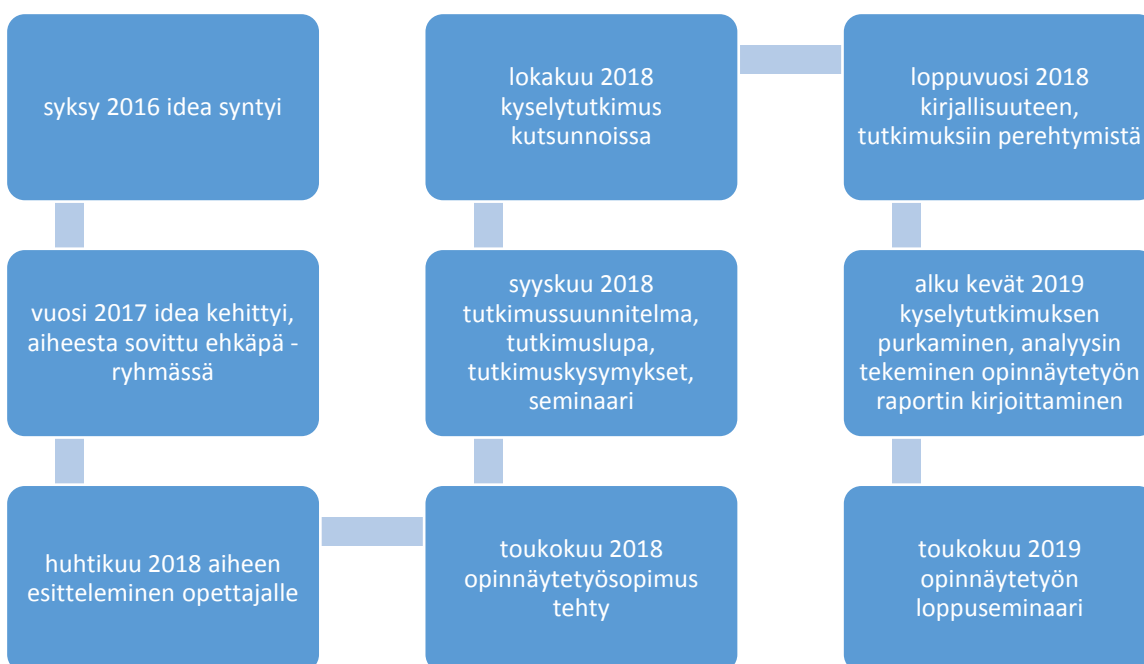 syksy 2016 idea syntyi
vuosi 2017 idea kehittyi,
aiheesta sovittu ehkäpä -
ryhmässä
huhtikuu 2018 aiheen
esitteleminen opettajalle
toukokuu 2018
opinnäytetyösopimus
tehty
syyskuu 2018
tutkimussuunnitelma,
tutkimuslupa,
tutkimuskysymykset,
seminaari
lokakuu 2018
kyselytutkimus
kutsunnoissa
loppuvuosi 2018
kirjallisuuteen,
tutkimuksiin perehtymistä
alku kevät 2019
kyselytutkimuksen
purkaminen, analyysin
tekeminen opinnäytetyön
raportin kirjoittaminen
toukokuu 2019
opinnäytetyön
loppuseminaari